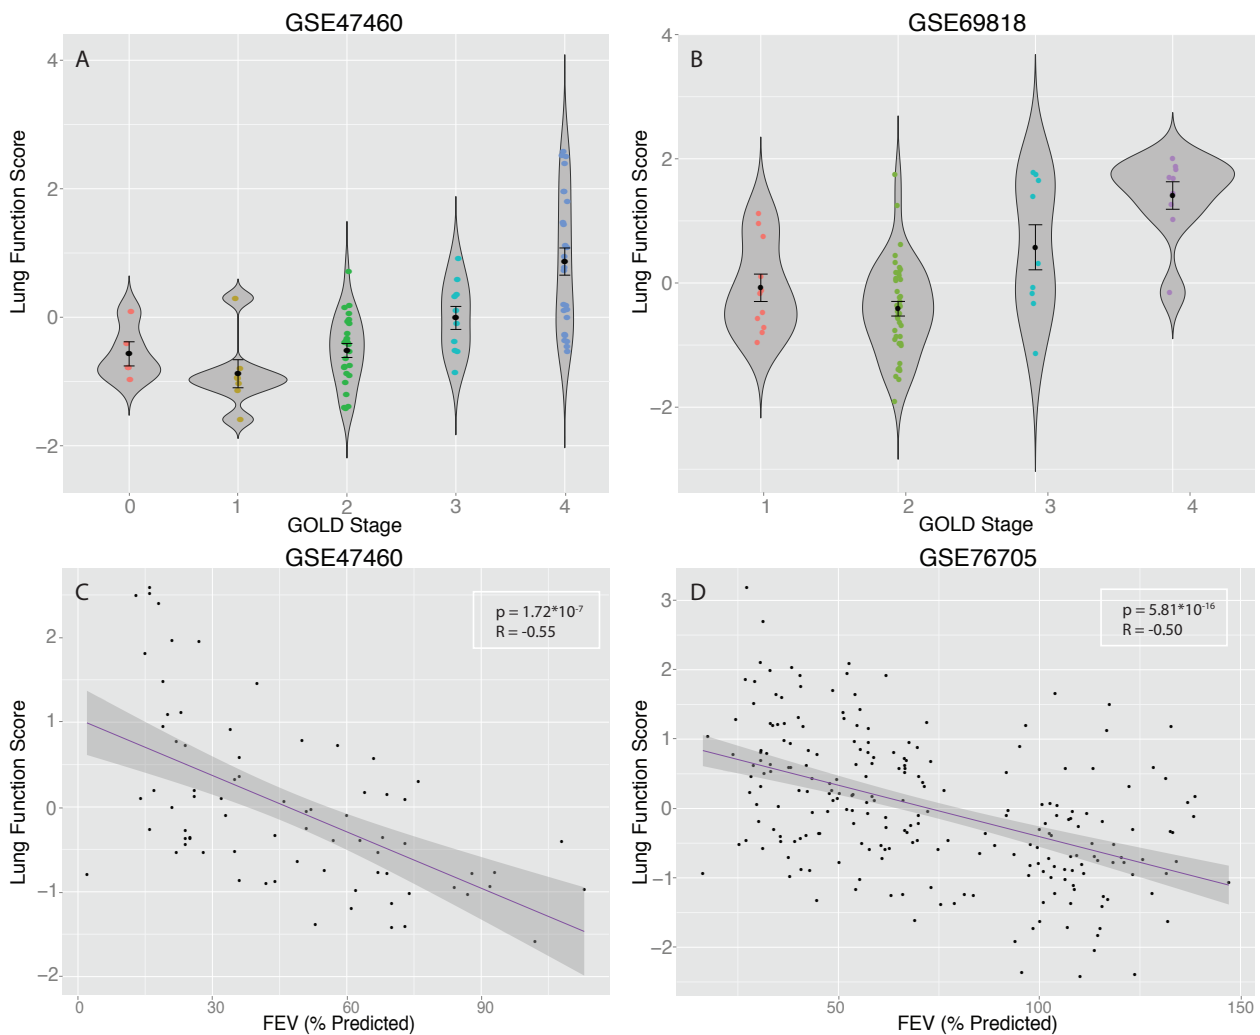 GSE47460
A
Lung Function Score
4
2
0
−2
0 1 2 3 4
GOLD Stage
GSE69818
B
Lung Function Score
4
2
0
−2
1 2 3 4
GOLD Stage
GSE47460
C
p = 1.72*10-7
R = -0.55
Lung Function Score
2
1
0
−1
−2
0 30 60 90
FEV (% Predicted)
GSE76705
D
p = 5.81*10-16
R = -0.50
Lung Function Score
3
2
1
0
−1
−2
50 100 150
FEV (% Predicted)